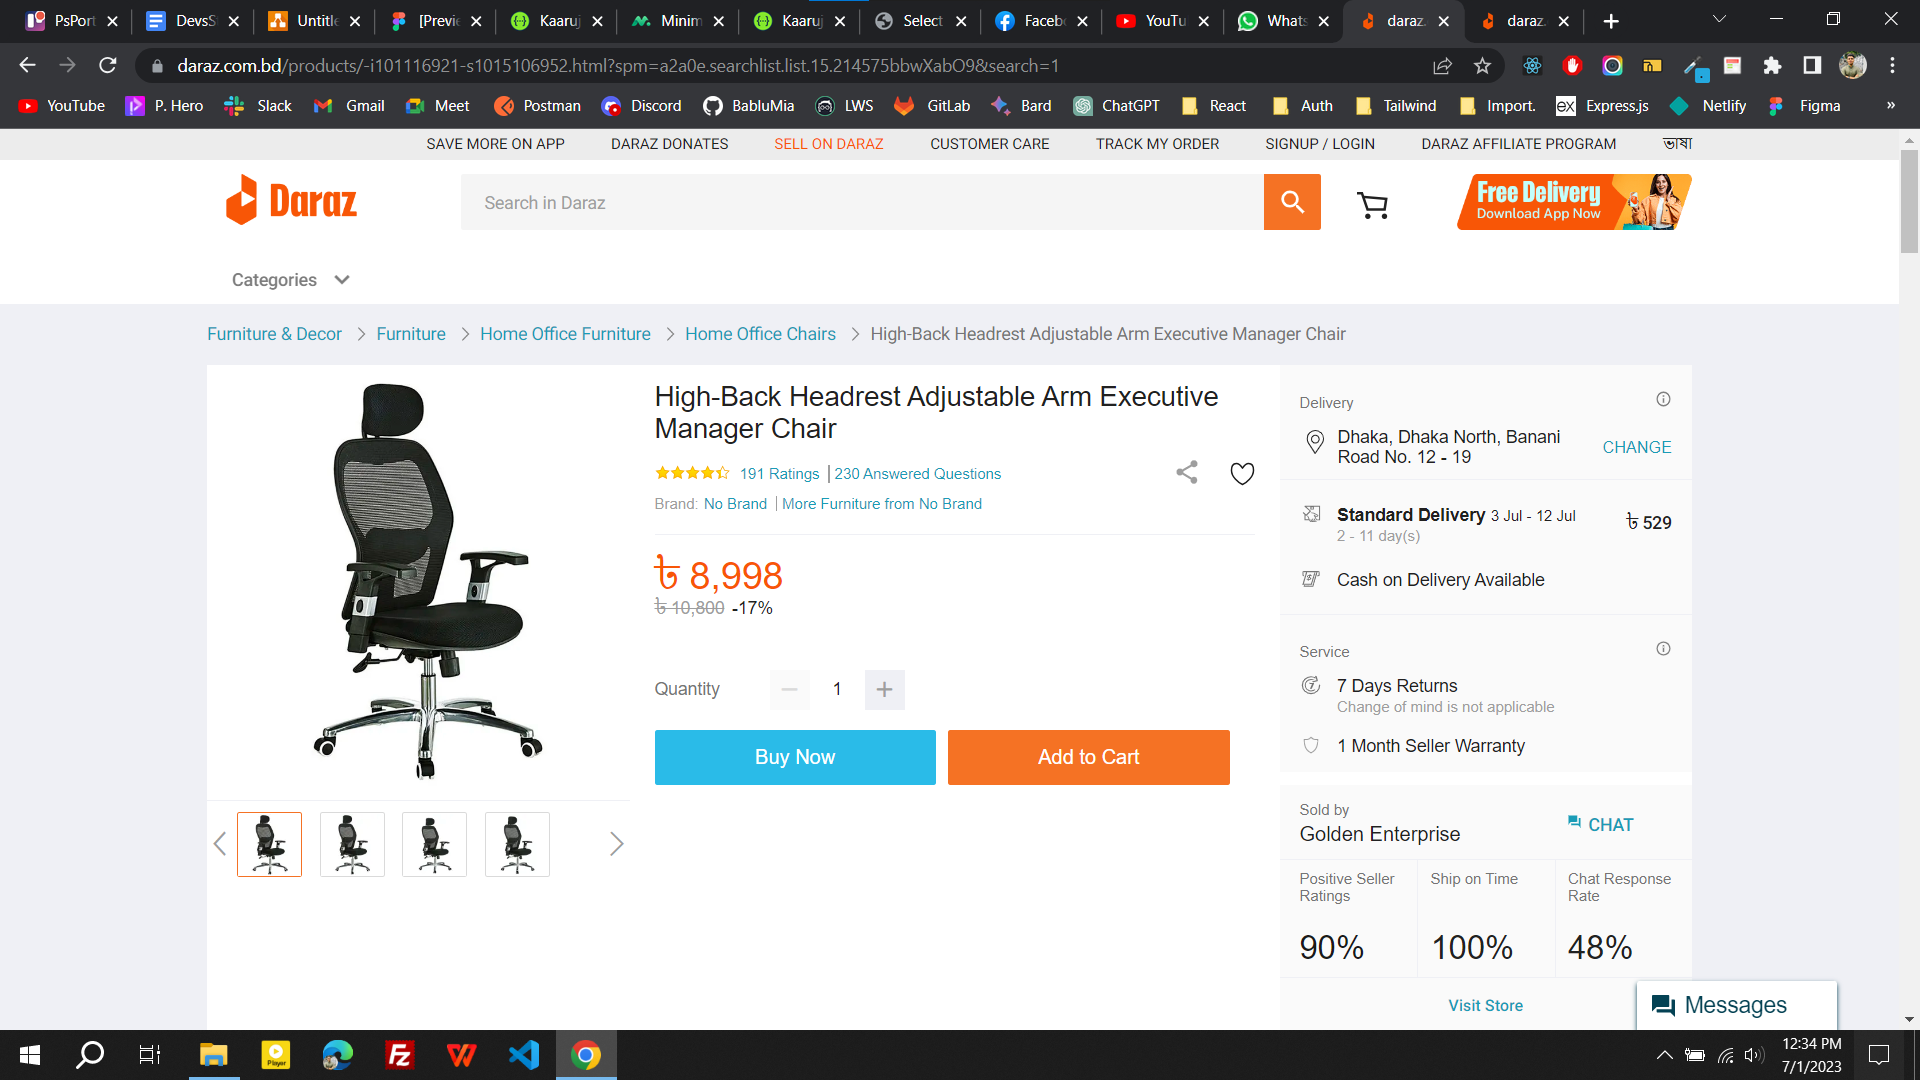 PsPort
DevsS
Untitle
[Previe
Kaaruj
Minim
Kaaruj
Select
Facebo
YouTu
Whats
daraz.
daraz.
daraz.com.bd/products/-i101116921-s1015106952.html?spm=a2a0e.searchlist.list.15.214575bbwXabO9&search=1
YouTube
P. Hero
Slack
Gmail
Meet
Postman
Discord
BabluMia
LWS
GitLab
Bard
ChatGPT
React
Auth
Tailwind
Import.
ex Express.js
Netlify
Figma
»
SAVE MORE ON APP
DARAZ DONATES
SELL ON DARAZ
CUSTOMER CARE
TRACK MY ORDER
SIGNUP / LOGIN
DARAZ AFFILIATE PROGRAM
ভাষা
Daraz
Search in Daraz
Free Delivery
Download App Now
Categories
Furniture & Decor
Furniture
Home Office Furniture
Home Office Chairs
High-Back Headrest Adjustable Arm Executive Manager Chair
High-Back Headrest Adjustable Arm Executive
Manager Chair
191 Ratings
230 Answered Questions
Brand: No Brand | More Furniture from No Brand
৳ 8,998
৳ 10,800 -17%
Quantity
1
Buy Now
Add to Cart
Delivery
Dhaka, Dhaka North, Banani
Road No. 12 - 19
CHANGE
Standard Delivery 3 Jul - 12 Jul
৳ 529
2 - 11 day(s)
Cash on Delivery Available
Service
7 Days Returns
Change of mind is not applicable
1 Month Seller Warranty
Sold by
Golden Enterprise
CHAT
Positive Seller
Ratings
Ship on Time
Chat Response
Rate
90%
100%
48%
Visit Store
Messages
Player
12:34 PM
7/1/2023